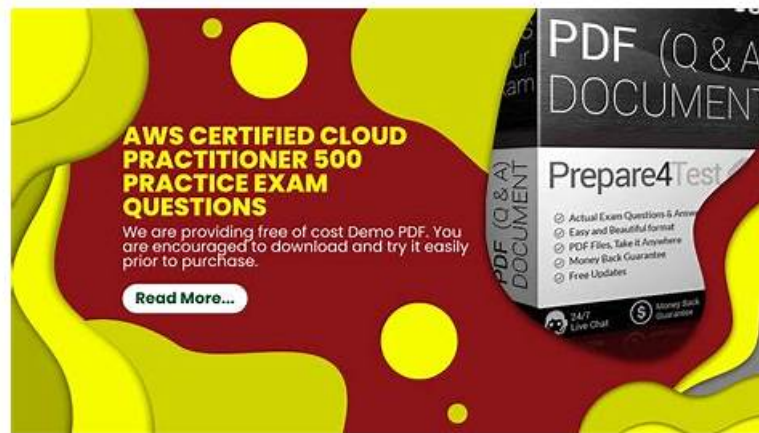 AWS CERTIFIED CLOUD
PRACTITIONER 500
PRACTICE EXAM
QUESTIONS
We are providing free of cost Demo PDF. You
are encouraged to download and try it easily
prior to purchase.
Read More...
PDF (Q & A
DOCUMENT
Prepare4Test
Actual Exam Questions & Answ
Easy and Beautiful format
PDF Files, Take it Anywhere
Money Back Guarantee
Free Updates
24/7
Live Chat
Money Back
Guarantee
PDF (Q & A)
DOCUMENT